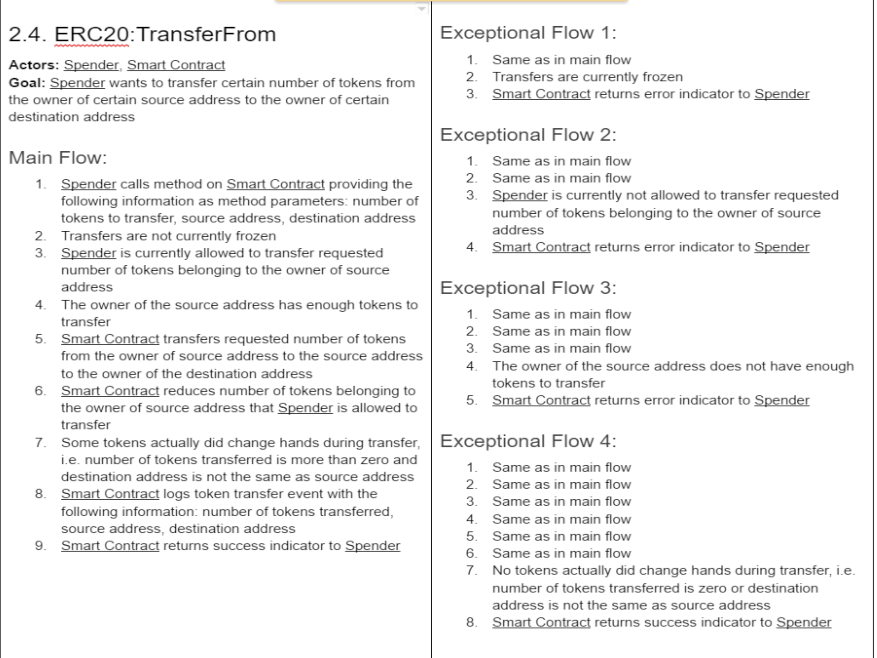 2.4. ERC20:TransferFrom
Actors: Spender, Smart Contract
Goal: Spender wants to transfer certain number of tokens from
the owner of certain source address to the owner of certain
destination address
Main Flow:
1. Spender calls method on Smart Contract providing the
following information as method parameters: number of
tokens to transfer, source address, destination address
2. Transfers are not currently frozen
3. Spender is currently allowed to transfer requested
number of tokens belonging to the owner of source
address
4. The owner of the source address has enough tokens to
transfer
5. Smart Contract transfers requested number of tokens
from the owner of source address to the source address
to the owner of the destination address
6. Smart Contract reduces number of tokens belonging to
the owner of source address that Spender is allowed to
transfer
7. Some tokens actually did change hands during transfer,
i.e. number of tokens transferred is more than zero and
destination address is not the same as source address
8. Smart Contract logs token transfer event with the
following information: number of tokens transferred,
source address, destination address
9. Smart Contract returns success indicator to Spender
Exceptional Flow 1:
1. Same as in main flow
2. Transfers are currently frozen
3. Smart Contract returns error indicator to Spender
Exceptional Flow 2:
1. Same as in main flow
2. Same as in main flow
3. Spender is currently not allowed to transfer requested
number of tokens belonging to the owner of source
address
4. Smart Contract returns error indicator to Spender
Exceptional Flow 3:
1. Same as in main flow
2. Same as in main flow
3. Same as in main flow
4. The owner of the source address does not have enough
tokens to transfer
5. Smart Contract returns error indicator to Spender
Exceptional Flow 4:
1. Same as in main flow
2. Same as in main flow
3. Same as in main flow
4. Same as in main flow
5. Same as in main flow
6. Same as in main flow
7. No tokens actually did change hands during transfer, i.e.
number of tokens transferred is zero or destination
address is not the same as source address
8. Smart Contract returns success indicator to Spender